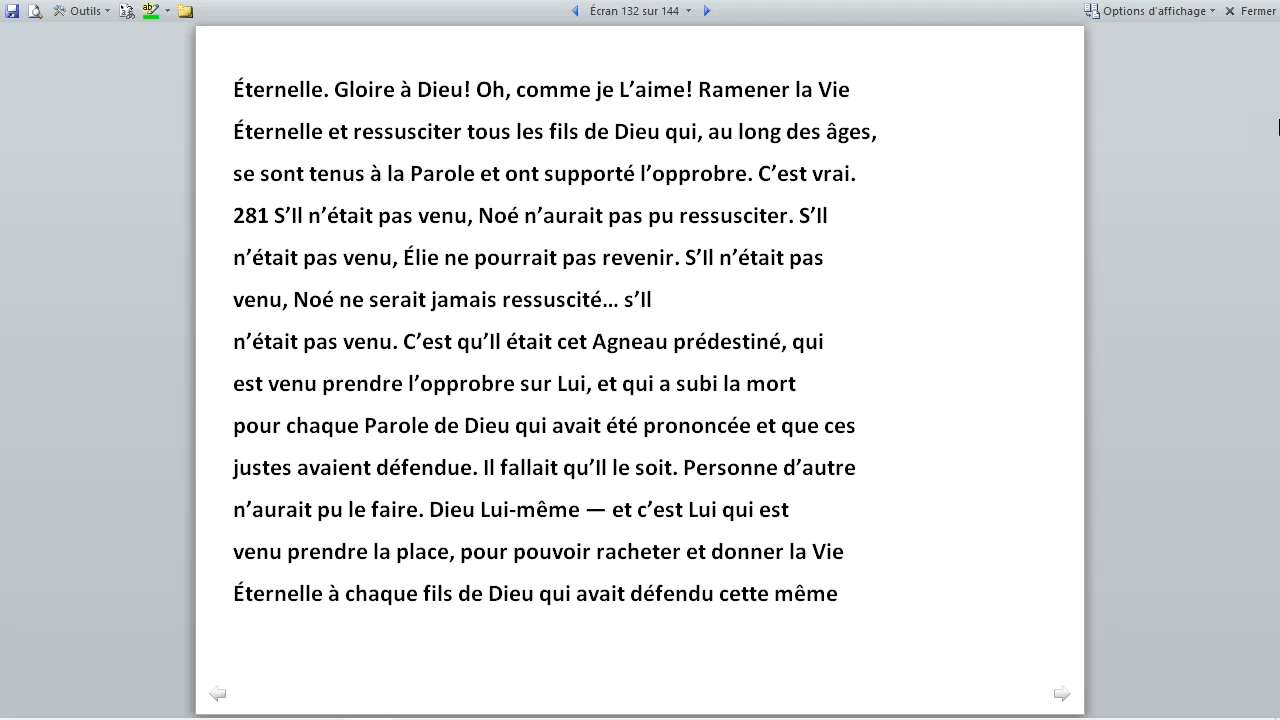 Outils
Écran 132 sur 144
Options d'affichage
Fermer
Éternelle. Gloire à Dieu! Oh, comme je L’aime! Ramener la Vie
Éternelle et ressusciter tous les fils de Dieu qui, au long des âges,
se sont tenus à la Parole et ont supporté l’opprobre. C’est vrai.
281 S’Il n’était pas venu, Noé n’aurait pas pu ressusciter. S’Il
n’était pas venu, Élie ne pourrait pas revenir. S’Il n’était pas
venu, Noé ne serait jamais ressuscité… s’Il
n’était pas venu. C’est qu’Il était cet Agneau prédestiné, qui
est venu prendre l’opprobre sur Lui, et qui a subi la mort
pour chaque Parole de Dieu qui avait été prononcée et que ces
justes avaient défendue. Il fallait qu’Il le soit. Personne d’autre
n’aurait pu le faire. Dieu Lui-même — et c’est Lui qui est
venu prendre la place, pour pouvoir racheter et donner la Vie
Éternelle à chaque fils de Dieu qui avait défendu cette même